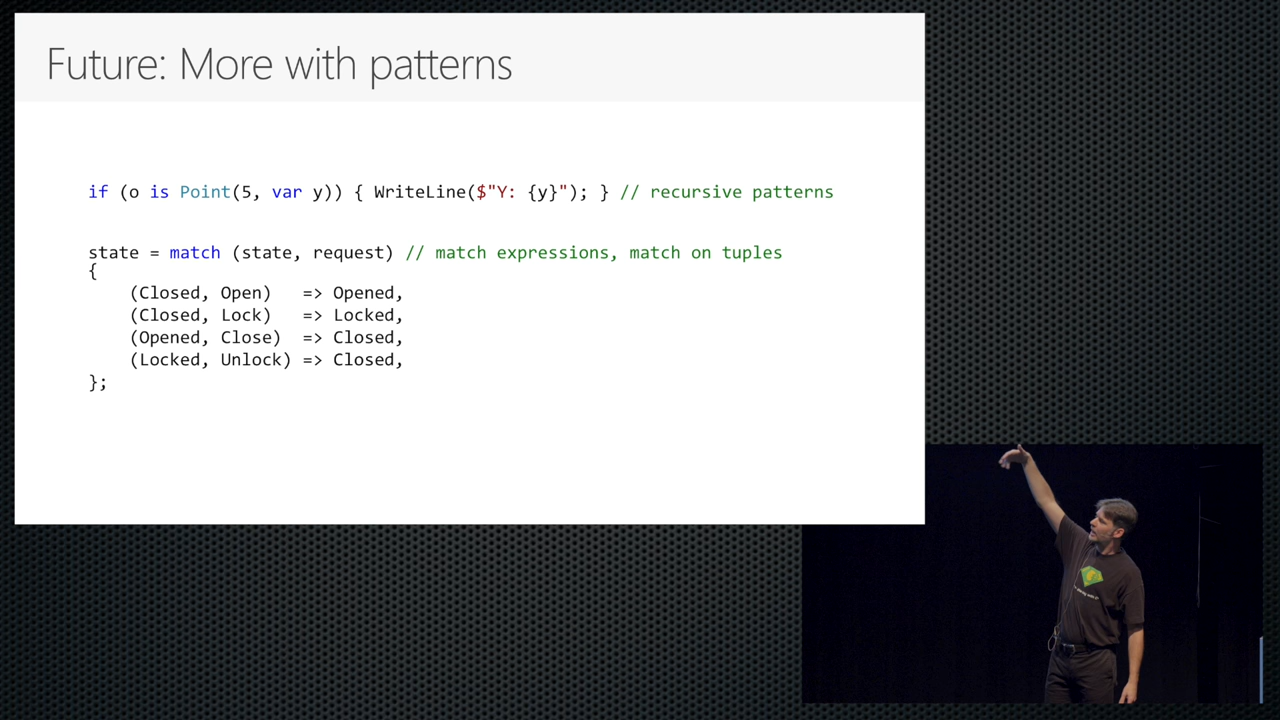 Future: More with patterns
if (o is Point(5, var y)) { WriteLine($"Y: {y}"); } // recursive patterns
state = match (state, request) // match expressions, match on tuples
{
    (Closed, Open)   => Opened,
    (Closed, Lock)   => Locked,
    (Opened, Close)  => Closed,
    (Locked, Unlock) => Closed,
};